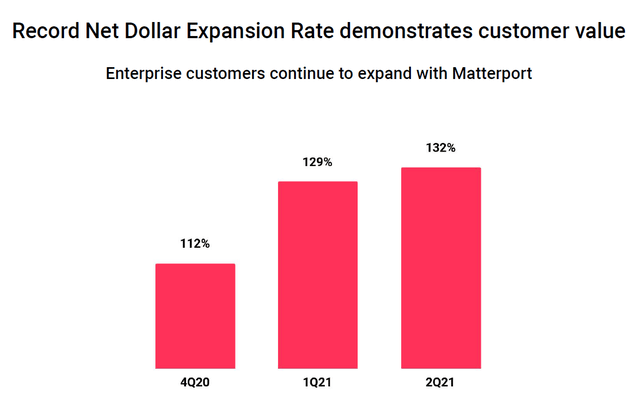 Record Net Dollar Expansion Rate demonstrates customer value
Enterprise customers continue to expand with Matterport
112%
129%
132%
4Q20
1Q21
2Q21